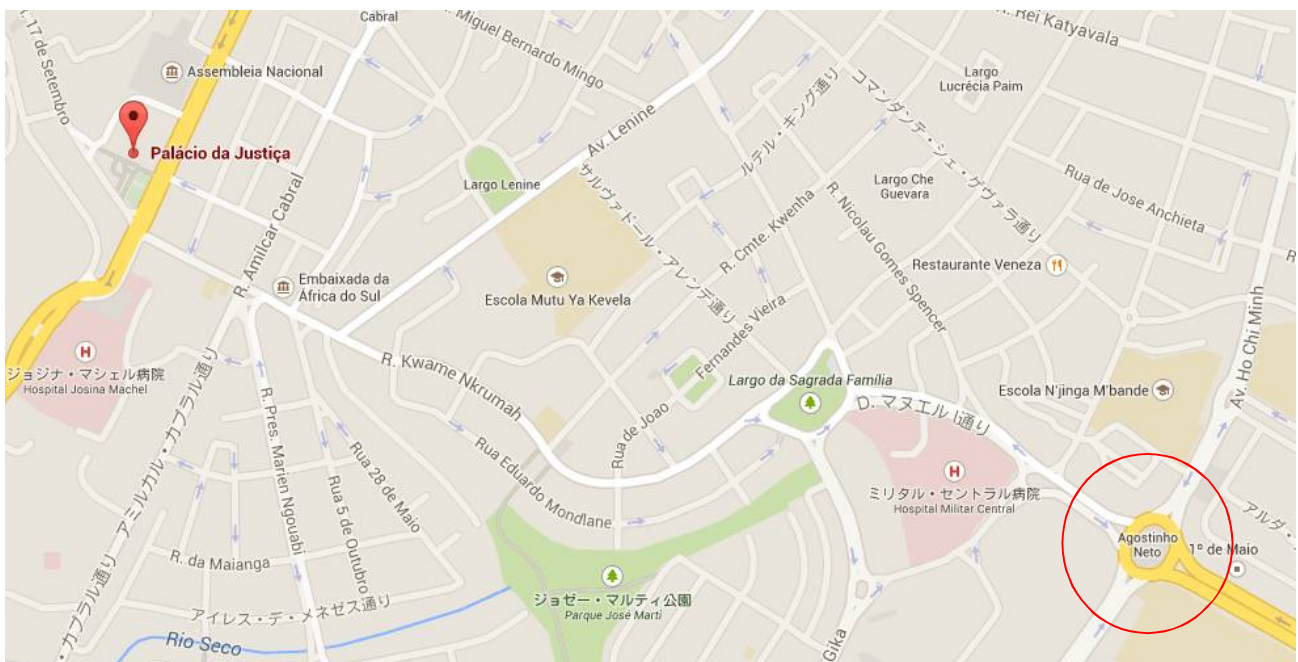 Cabral
R. Miguel Bernardo Mingo
R. Rei Katyavala
R. 17 de Setembro
Assembleia Nacional
Largo
Lucrécia Paim
コマンダンテ・シェ・ゲヴァラ通り
Av. Lenine
ルテル・キング通り
Palácio da Justiça
サルヴァドール・アレンデ通り
Largo Lenine
Largo Che
Guevara
Rua de Jose Anchieta
R. Amilcar Cabral
R. Cmte. Kwenha
R. Nicolau Gomes Spencer
Embaixada da
África do Sul
Escola Mutu Ya Kevela
Restaurante Veneza
R
Av. Ho Chi Minh
H
ジョジナ・マシェル病院
Hospital Josina Machel
R. Kwame Nkrumah
Fernandes Vieira
Largo da Sagrada Família
Escola N'jinga M'bande
D. マヌエル I通り
アミルカル・カブラル通り
R. Pres. Marien Ngouabi
Rua 28 de Maio
Rua 5 de Outubro
Rua Eduardo Mondlane
Rua de Joao
H
ミリタル・セントラル病院
Hospital Militar Central
アルダ・
Agostinho
Neto
1º de Maio
R. da Maianga
アイレス・デ・メネゼス通り
ジョゼー・マルティ公園
Parque José Martí
・カブラル通り
Rio Seco
Gika